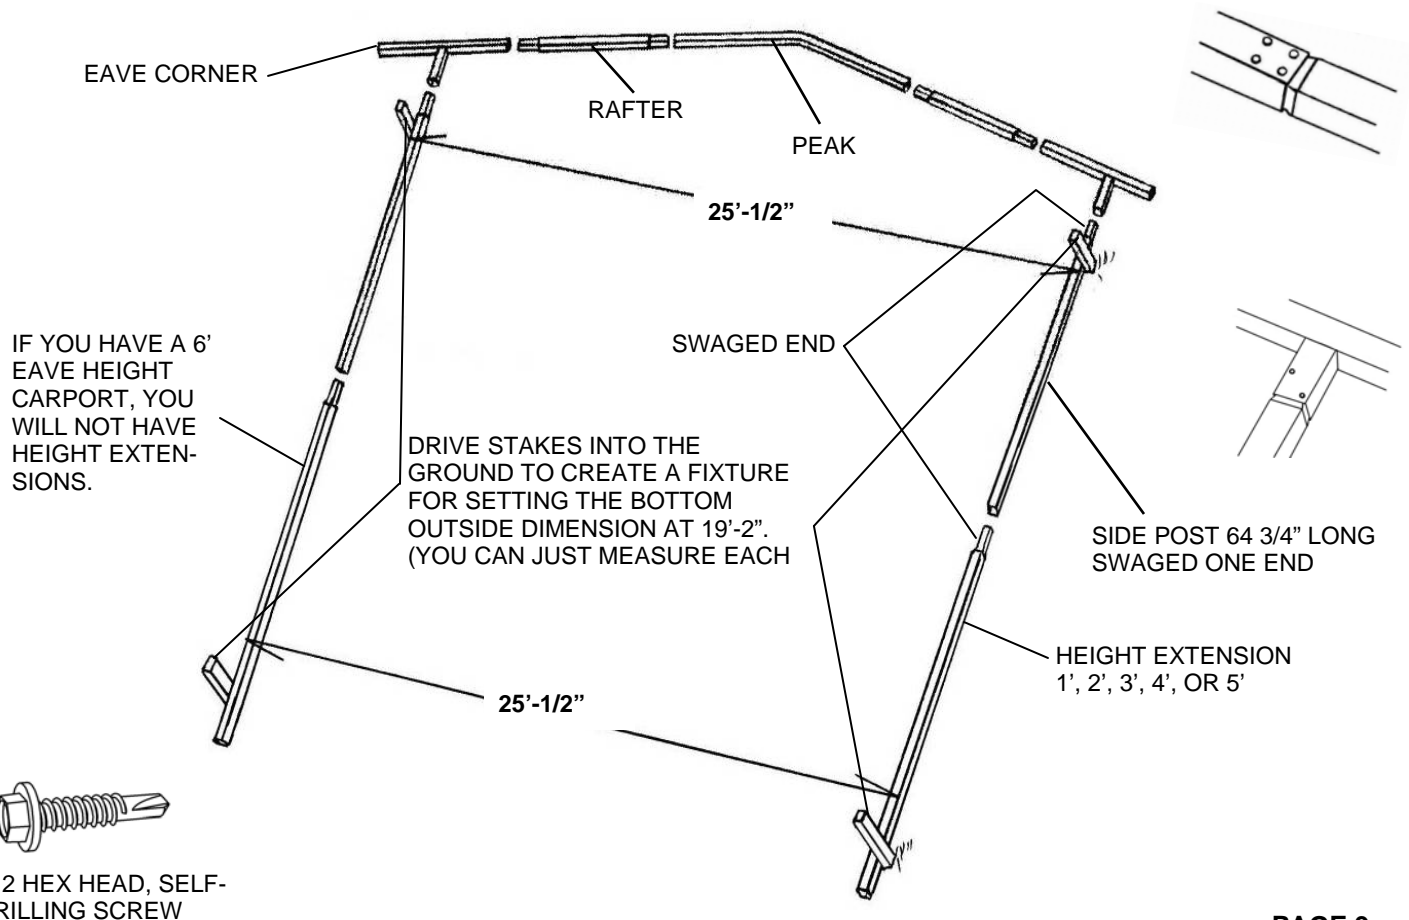 EAVE CORNER
RAFTER
PEAK
25’-1/2”
SWAGED END
IF YOU HAVE A 6’
EAVE HEIGHT
CARPORT, YOU
WILL NOT HAVE
HEIGHT EXTEN-
SIONS.
DRIVE STAKES INTO THE
GROUND TO CREATE A FIXTURE
FOR SETTING THE BOTTOM
OUTSIDE DIMENSION AT 19’-2”.
(YOU CAN JUST MEASURE EACH
SIDE POST 64 3/4” LONG
SWAGED ONE END
HEIGHT EXTENSION
1’, 2’, 3’, 4’, OR 5’
25’-1/2”
2 HEX HEAD, SELF-
RILLING SCREW
PAGE